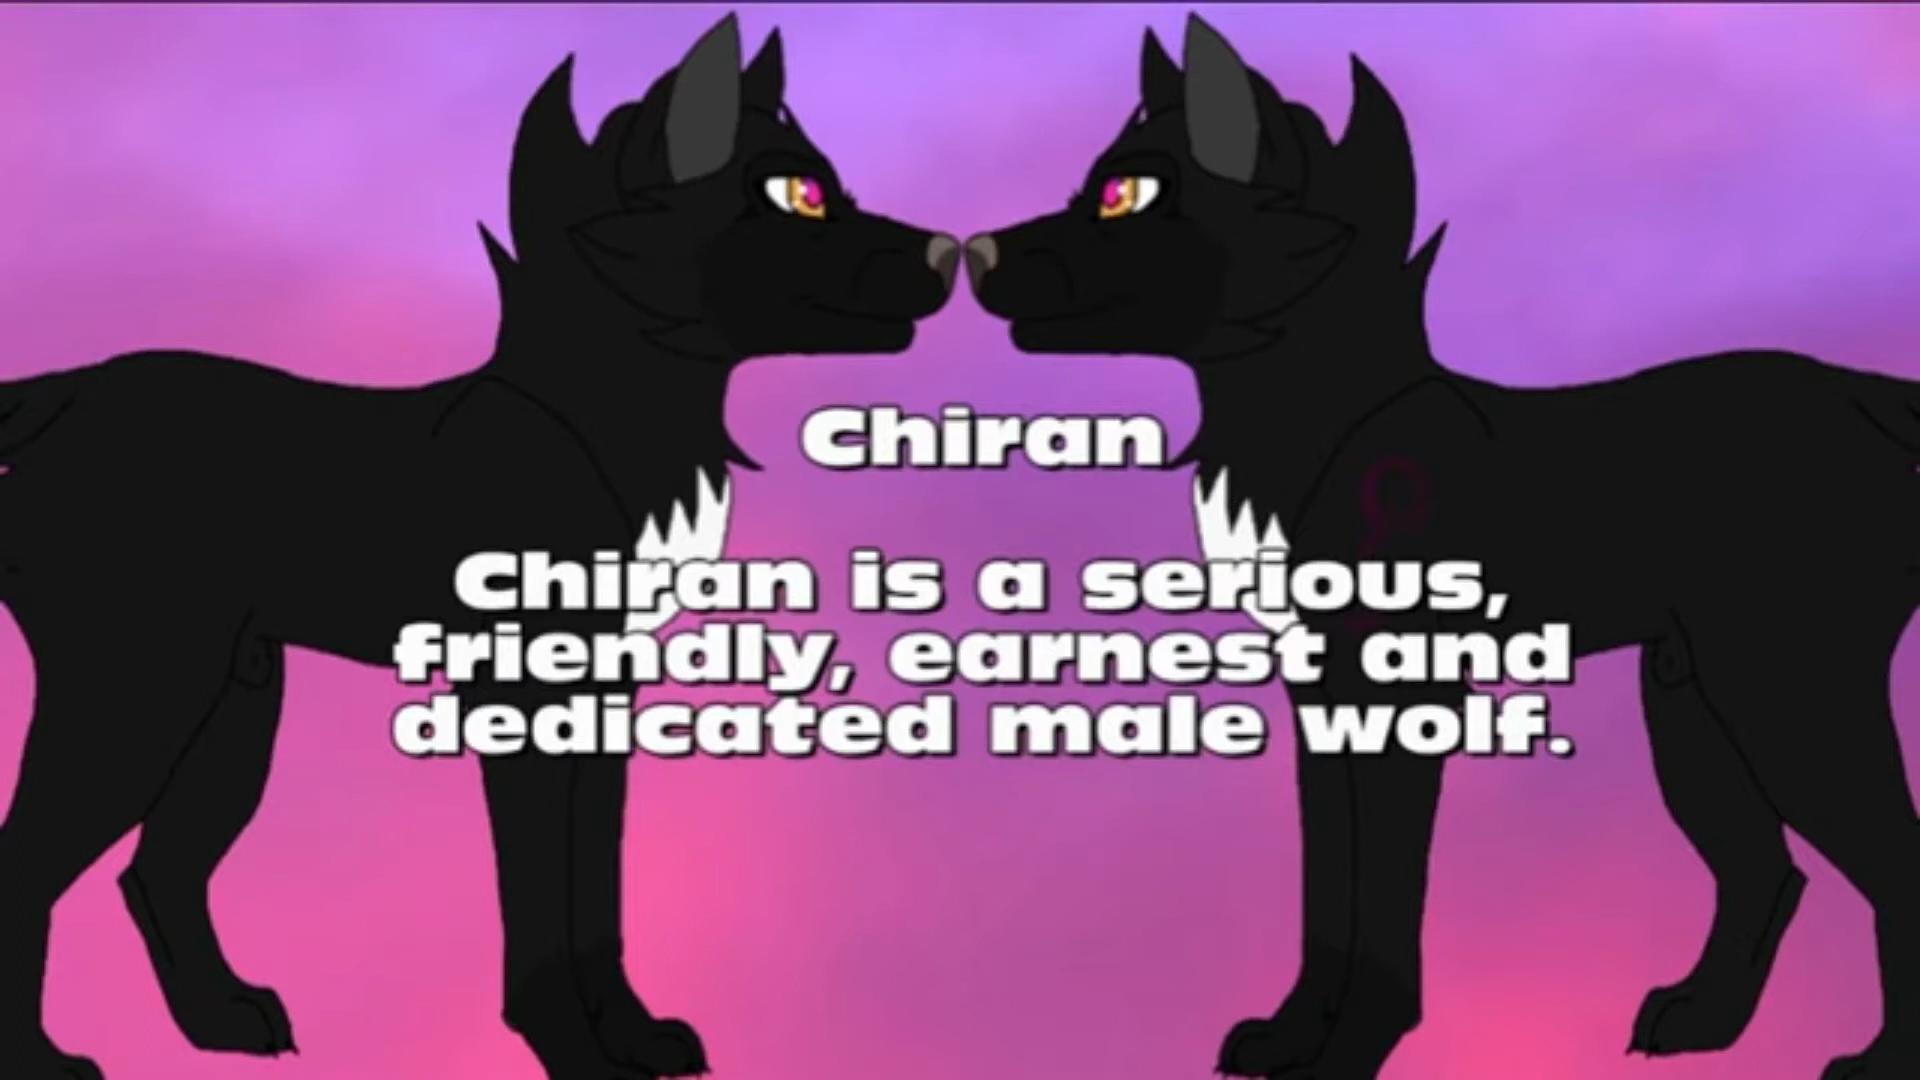 Chiran
Chiran is a serious,
friendly, earnest and
dedicated male wolf.